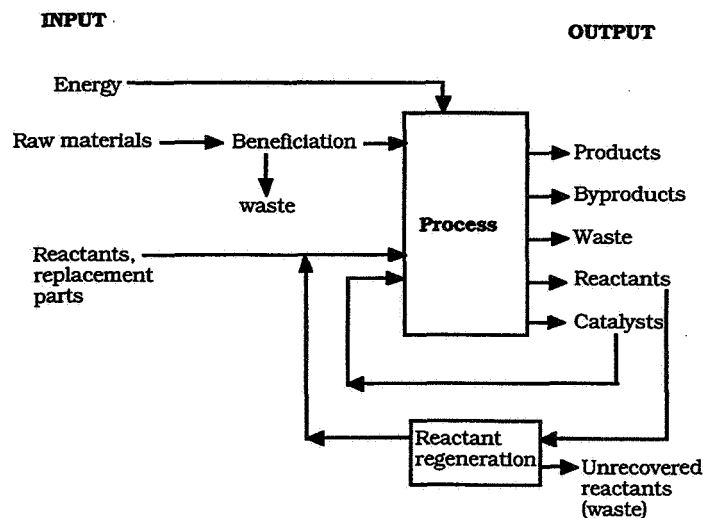 INPUT
OUTPUT
Energy
Raw materials
Beneficiation
waste
Process
Products
Byproducts
Waste
Reactants
Catalysts
Reactants,
replacement
parts
Reactant
regeneration
Unrecovered
reactants
(waste)